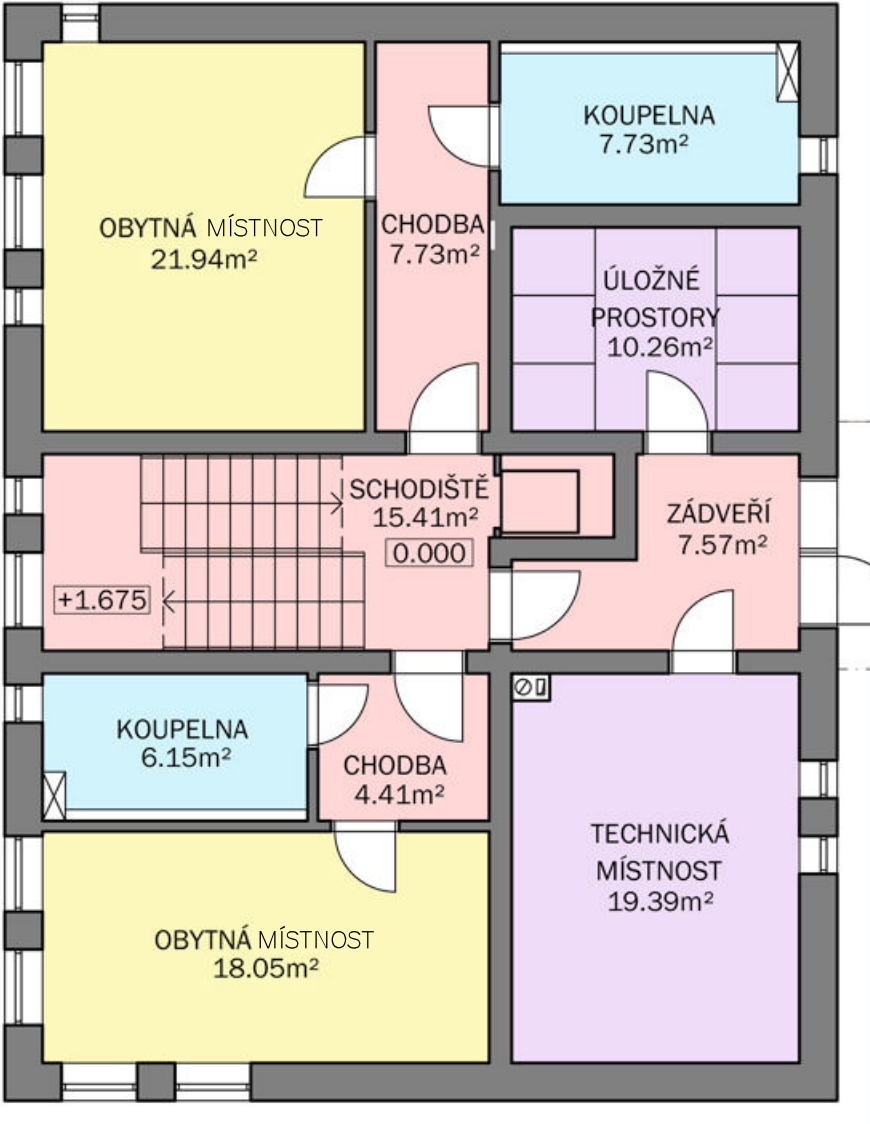 KOUPELNA
7.73m²
OBYTNÁ MÍSTNOST
21.94m²
CHODBA
7.73m²
ÚLOŽNÉ
PROSTORY
10.26m²
SCHODIŠTĚ
15.41m²
0.000
ZÁDVEŘÍ
7.57m²
+1.675
KOUPELNA
6.15m²
CHODBA
4.41m²
TECHNICKÁ
MÍSTNOST
19.39m²
OBYTNÁ MÍSTNOST
18.05m²